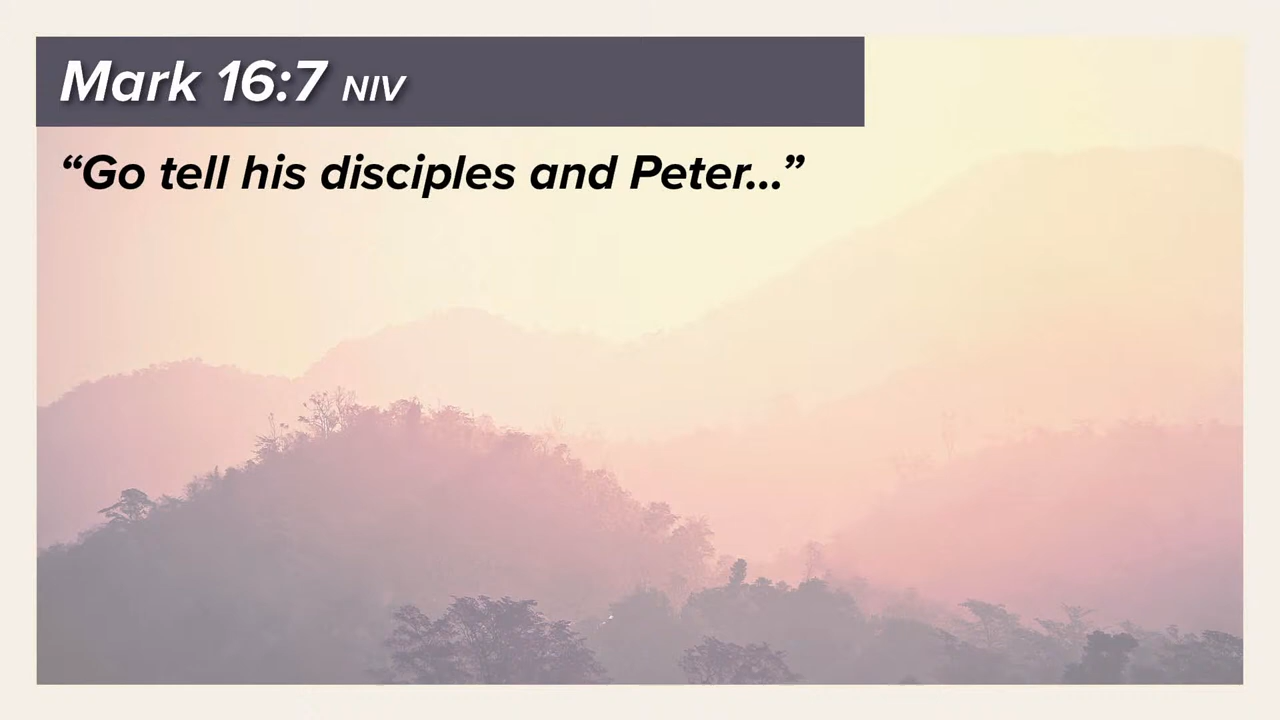 Mark 16:7 NIV
“Go tell his disciples and Peter...”